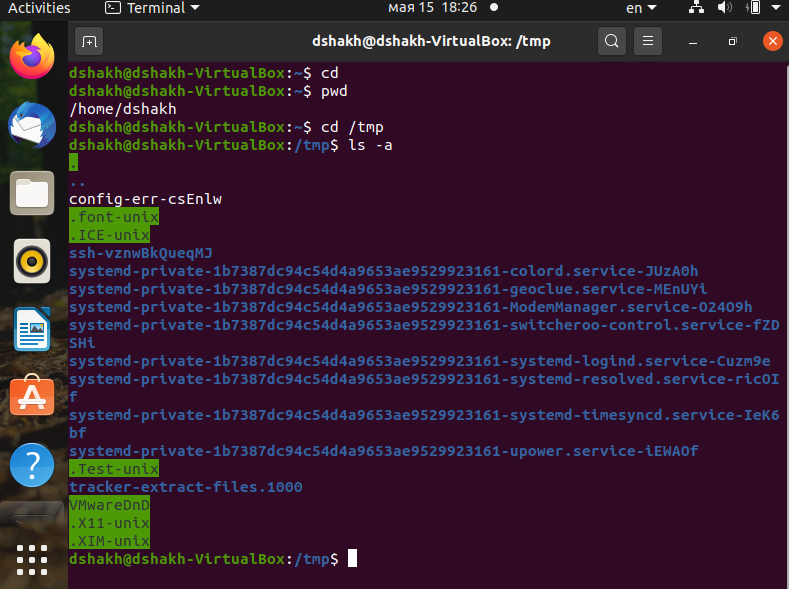 Activities
Terminal
мая 15 18:26
en
dshakh@dshakh-VirtualBox: /tmp
dshakh@dshakh-VirtualBox:~$ cd
dshakh@dshakh-VirtualBox:~$ pwd
/home/dshakh
dshakh@dshakh-VirtualBox:~$ cd /tmp
dshakh@dshakh-VirtualBox:/tmp$ ls -a
.
..
config-err-csEnlw
.font-unix
.ICE-unix
ssh-vznwBkQueqMJ
systemd-private-1b7387dc94c54d4a9653ae9529923161-colord.service-JUzA0h
systemd-private-1b7387dc94c54d4a9653ae9529923161-geoclue.service-MEnUYi
systemd-private-1b7387dc94c54d4a9653ae9529923161-ModemManager.service-O24O9h
systemd-private-1b7387dc94c54d4a9653ae9529923161-switcheroo-control.service-fZD
SHi
systemd-private-1b7387dc94c54d4a9653ae9529923161-systemd-logind.service-Cuzm9e
systemd-private-1b7387dc94c54d4a9653ae9529923161-systemd-resolved.service-ricOI
f
systemd-private-1b7387dc94c54d4a9653ae9529923161-systemd-timesyncd.service-IeK6
bf
systemd-private-1b7387dc94c54d4a9653ae9529923161-upower.service-iEWAOf
.Test-unix
tracker-extract-files.1000
VMwareDnD
.X11-unix
.XIM-unix
dshakh@dshakh-VirtualBox:/tmp$